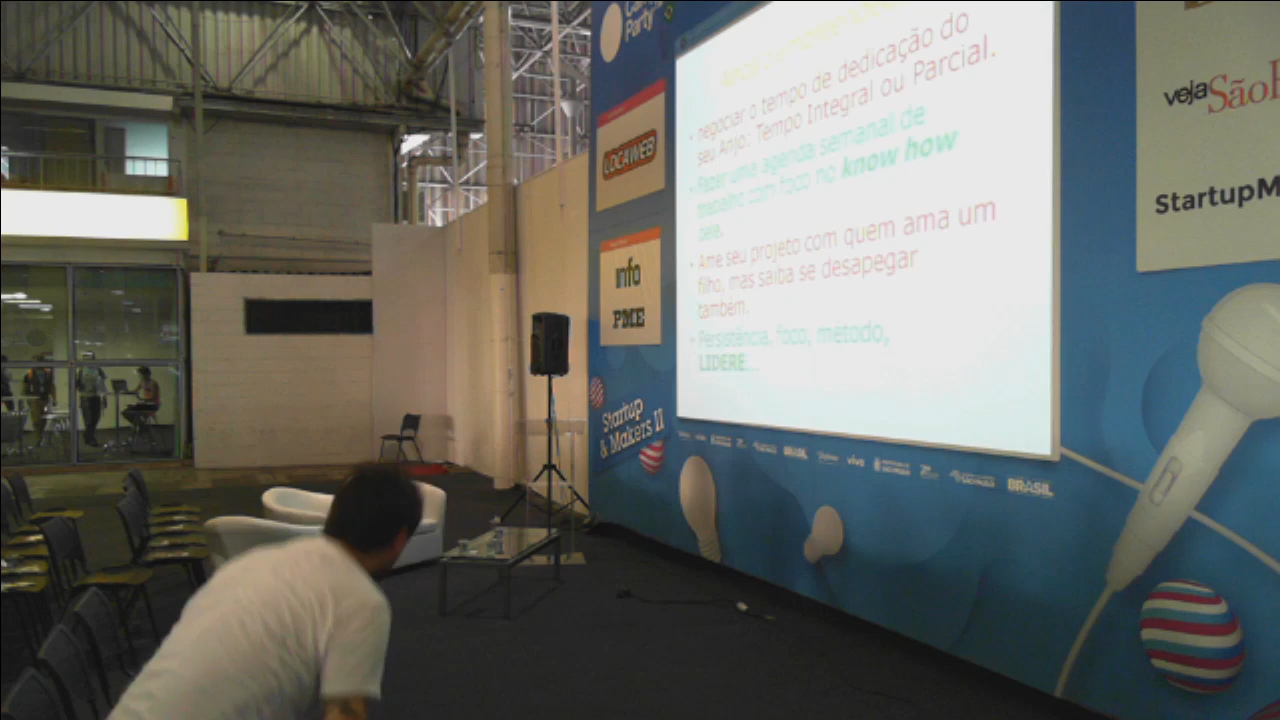 Party
negociar o tempo de dedicação do
seu Anjo: Tempo Integral ou Parcial.
Fazer uma agenda semanal de
trabalho com foco no know how
dele.
Ame seu projeto com quem ama um
filho, mas saiba se desapegar
também.
Persistência, foco, método,
LIDERE...
LOCAWEB
info
PME
Startup
& Makers II
veja São
StartupM
BRASIL
vivo
BRASIL